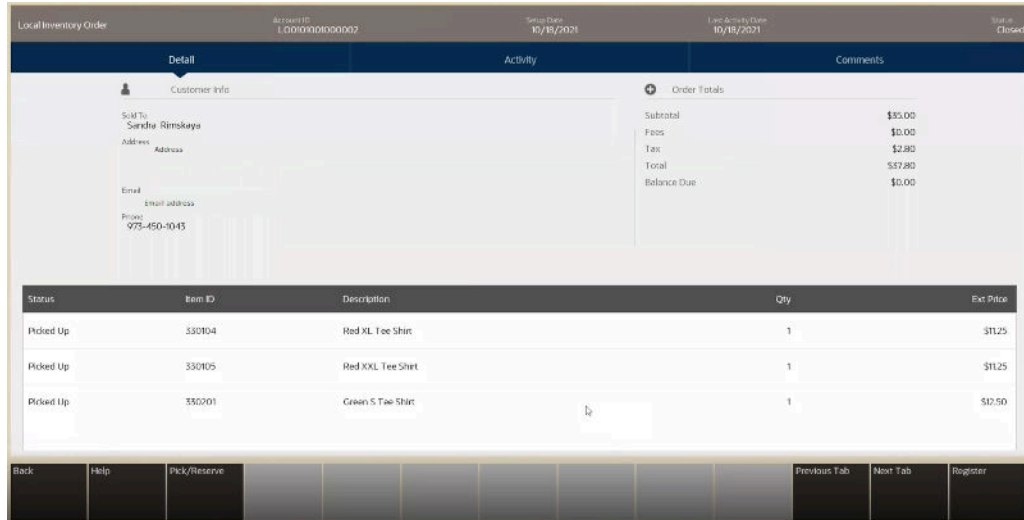 Local Inventory Order
Account ID
L00101001000002
Setup Date
10/18/2021
Last Activity Date
10/18/2021
Status
Closed
Detail
Activity
Comments
Customer Info
Sold To
Sandra Rimskaya
Address
Address
Email
Email address
Phone
973-450-1043
Order Totals
Subtotal $35.00
Fees $0.00
Tax $2.80
Total $37.80
Balance Due $0.00
Status Item ID Description Qty Ext Price
Picked Up 330104 Red XL Tee Shirt 1 $11.25
Picked Up 330105 Red XXL Tee Shirt 1 $11.25
Picked Up 330201 Green S Tee Shirt 1 $12.50
Back Help Pick/Reserve Previous Tab Next Tab Register